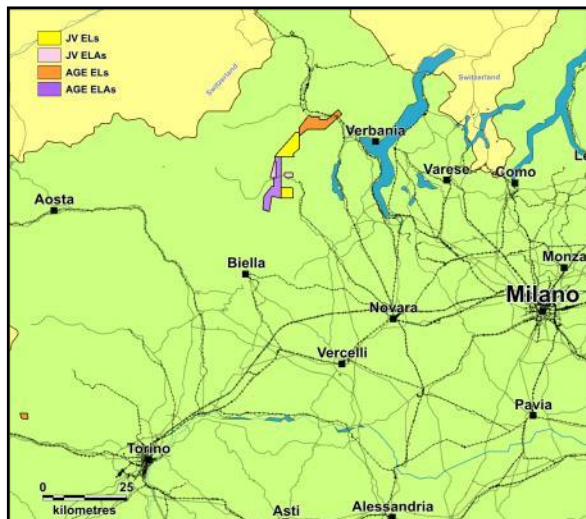 JV ELs
JV ELAs
AGE ELs
AGE ELAs
Switzerland
Switzerland
Verbania
Varese
Como
Le
Aosta
Biella
Monza
Milano
Novara
Vercelli
Pavia
Torino
0 25
kilometres
Asti
Alessandria